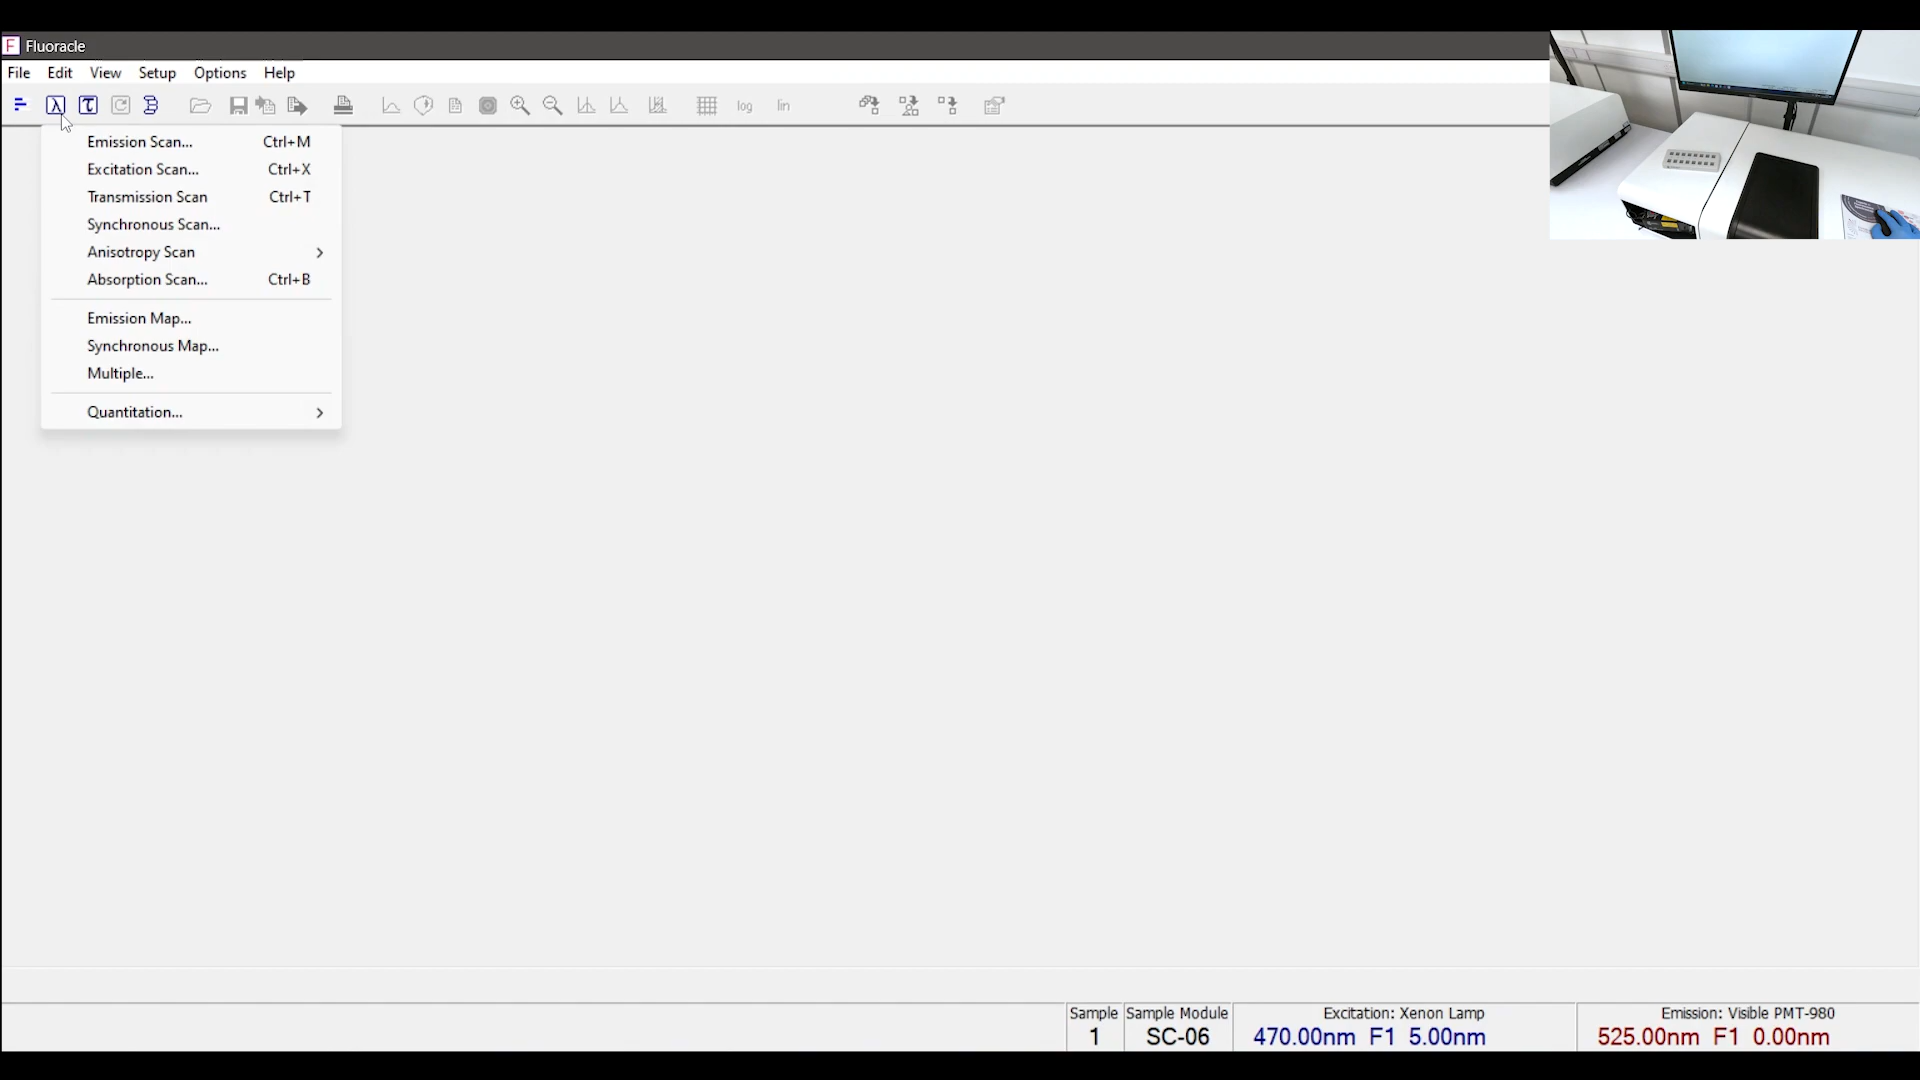 F Fluoracle
File Edit View Setup Options Help
λ τ log lin
Emission Scan... Ctrl+M
Excitation Scan... Ctrl+X
Transmission Scan Ctrl+T
Synchronous Scan...
Anisotropy Scan
Absorption Scan... Ctrl+B
Emission Map...
Synchronous Map...
Multiple...
Quantitation...
Sample Sample Module Excitation: Xenon Lamp Emission: Visible PMT-980
1 SC-06 470.00nm F1 5.00nm 525.00nm F1 0.00nm